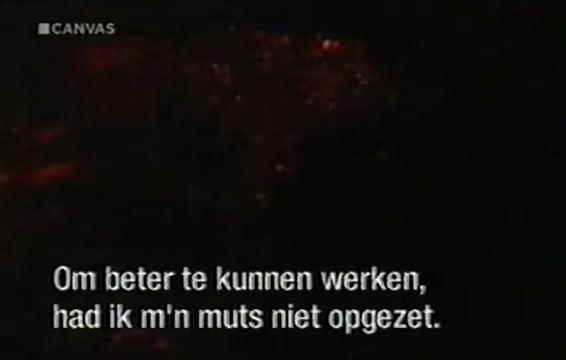 CANVAS
Om beter te kunnen werken,
had ik m'n muts niet opgezet.